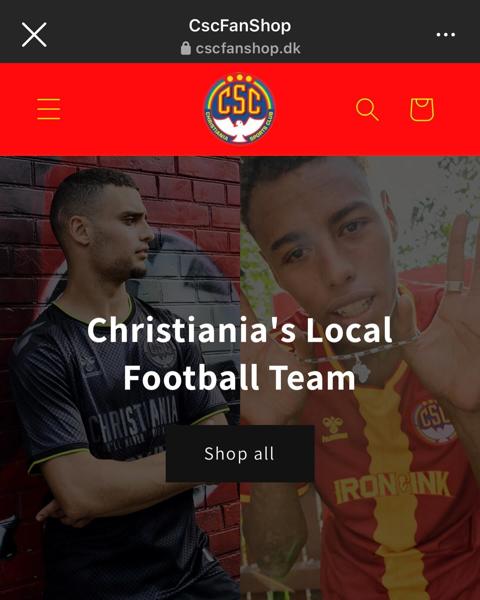 CscFanShop
cscfanshop.dk
CSC
CHRISTIANIA SPORTS CLUB
Christiania's Local
Football Team
Shop all
CHRISTIANIA
CSC
hummel
IRON & INK